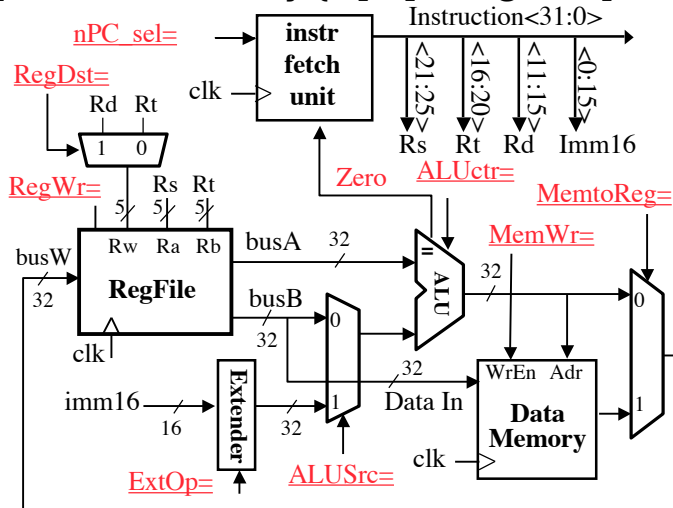 Instruction<31:0>
nPC_sel=
instr
fetch
unit
clk
<21:25>
<16:20>
<11:15>
<0:15>
Rs
Rt
Rd
Imm16
RegDst=
Rd
Rt
1
0
Zero
ALUctr=
MemtoReg=
RegWr=
5
Rs
5
Rt
5
MemWr=
busW
32
Rw
Ra
Rb
RegFile
clk
busA
32
busB
32
=
ALU
32
0
0
1
imm16
16
Extender
32
1
32
Data In
WrEn
Adr
Data
Memory
clk
ExtOp=
ALUSrc=